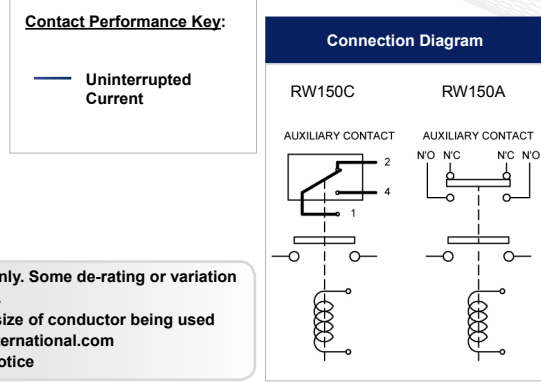 Contact Performance Key:
Uninterrupted
Current
Connection Diagram
RW150C
RW150A
AUXILIARY CONTACT
2
4
1
AUXILIARY CONTACT
N'O N'C N'C N'O
nly. Some de-rating or variation
size of conductor being used
ternational.com
otice